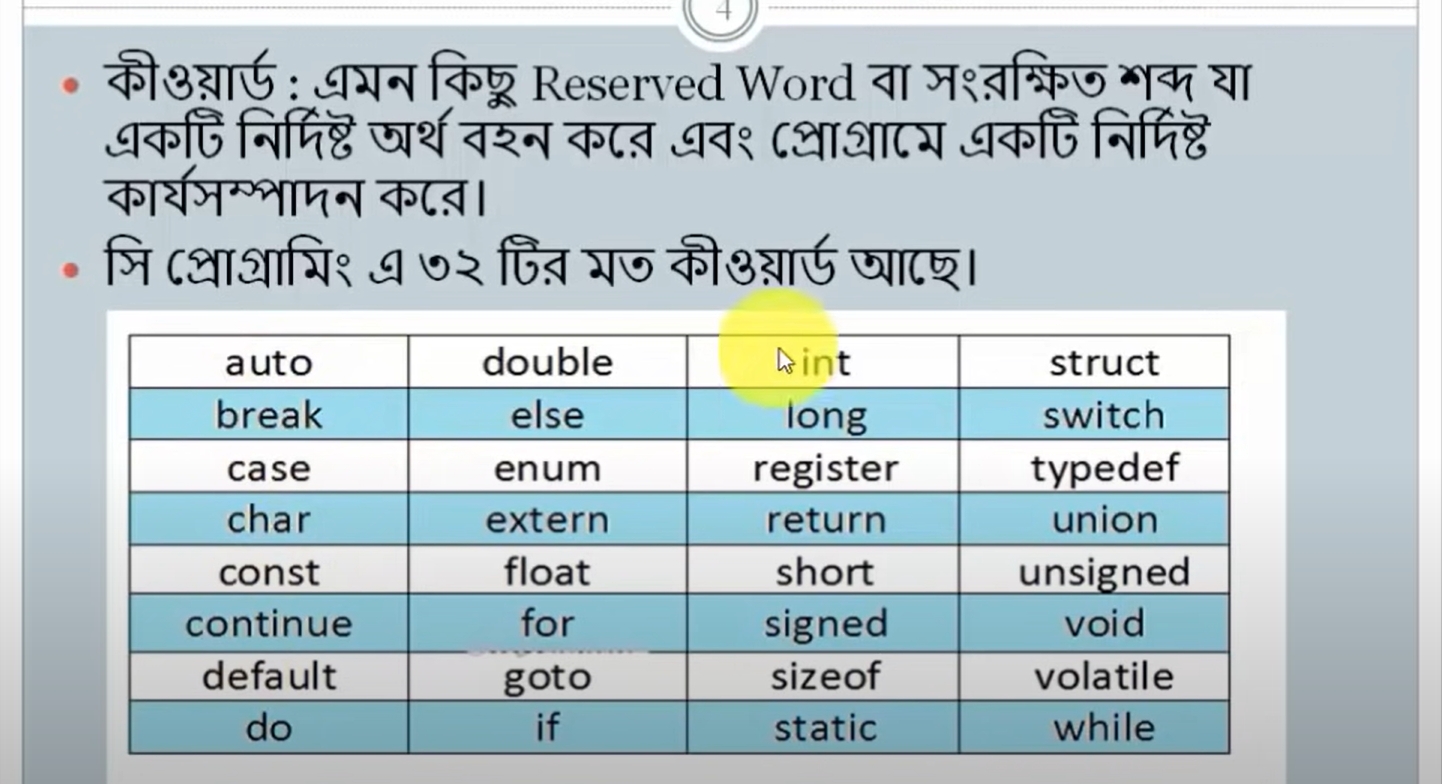 4
• কীওয়ার্ড : এমন কিছু Reserved Word বা সংরক্ষিত শব্দ যা
একটি নির্দিষ্ট অর্থ বহন করে এবং প্রোগ্রামে একটি নির্দিষ্ট
কার্যসম্পাদন করে।
• সি প্রোগ্রামিং এ ৩২ টির মত কীওয়ার্ড আছে।
auto double int struct
break else long switch
case enum register typedef
char extern return union
const float short unsigned
continue for signed void
default goto sizeof volatile
do if static while